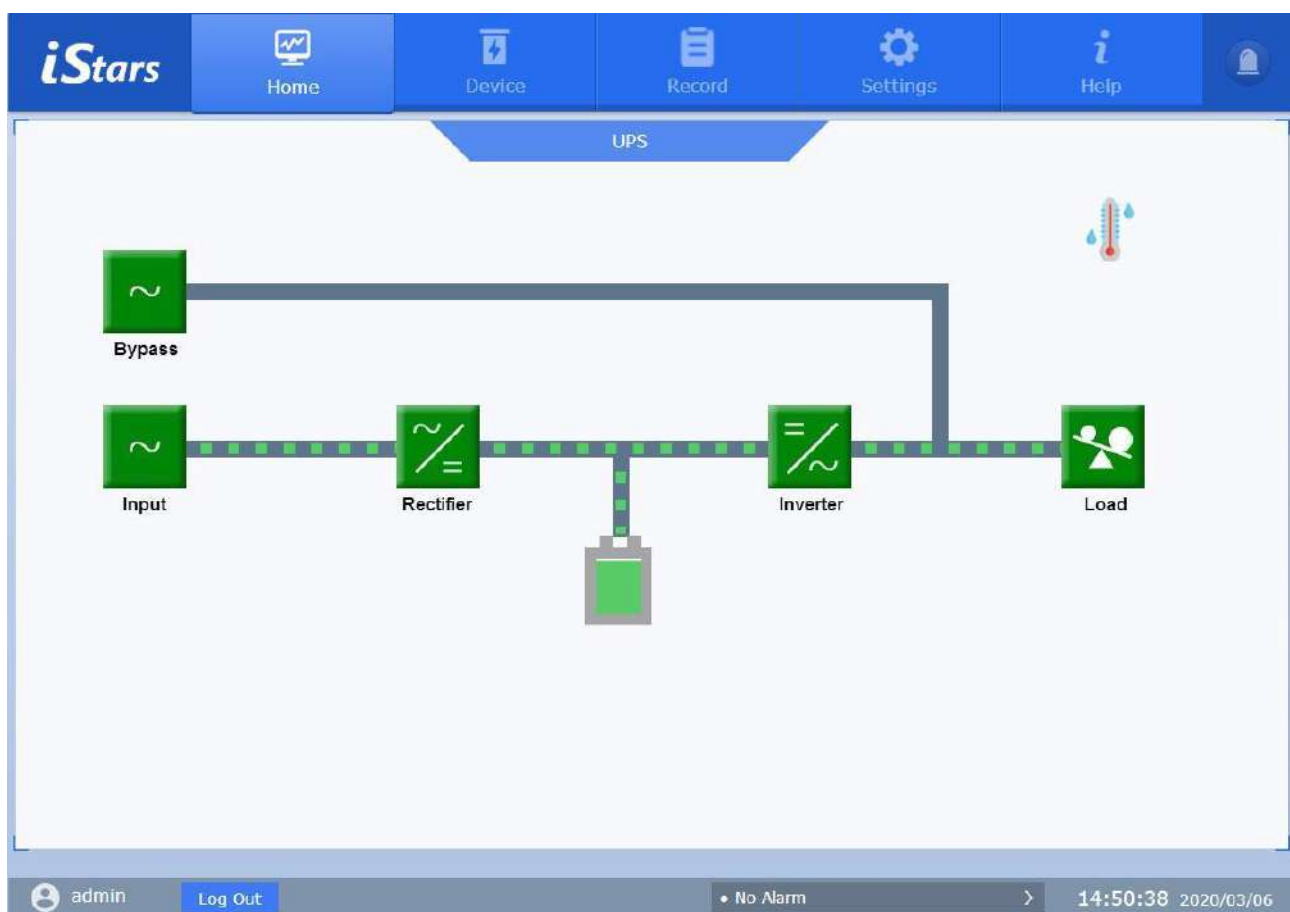 iStars
Home
Device
Record
Settings
Help
UPS
Bypass
Input
Rectifier
Inverter
Load
admin
Log Out
• No Alarm
14:50:38 2020/03/06